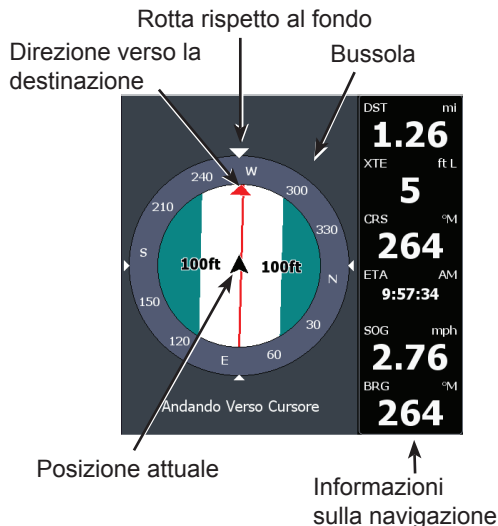 Rotta rispetto al fondo
Direzione verso la
destinazione
Bussola
DST mi
1.26
XTE ft L
5
CRS °M
264
ETA AM
9:57:34
SOG mph
2.76
BRG °M
264
W
240
300
210
330
S
N
150
30
120
60
E
100ft
100ft
Andando Verso Cursore
Posizione attuale
Informazioni
sulla navigazione